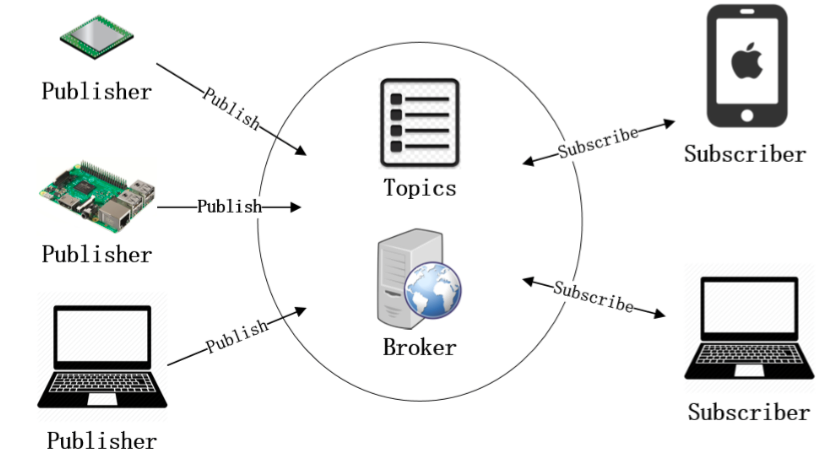 Publisher
Publish
Publisher
Publish
Publisher
Publish
Topics
Broker
Subscribe
Subscriber
Subscribe
Subscriber